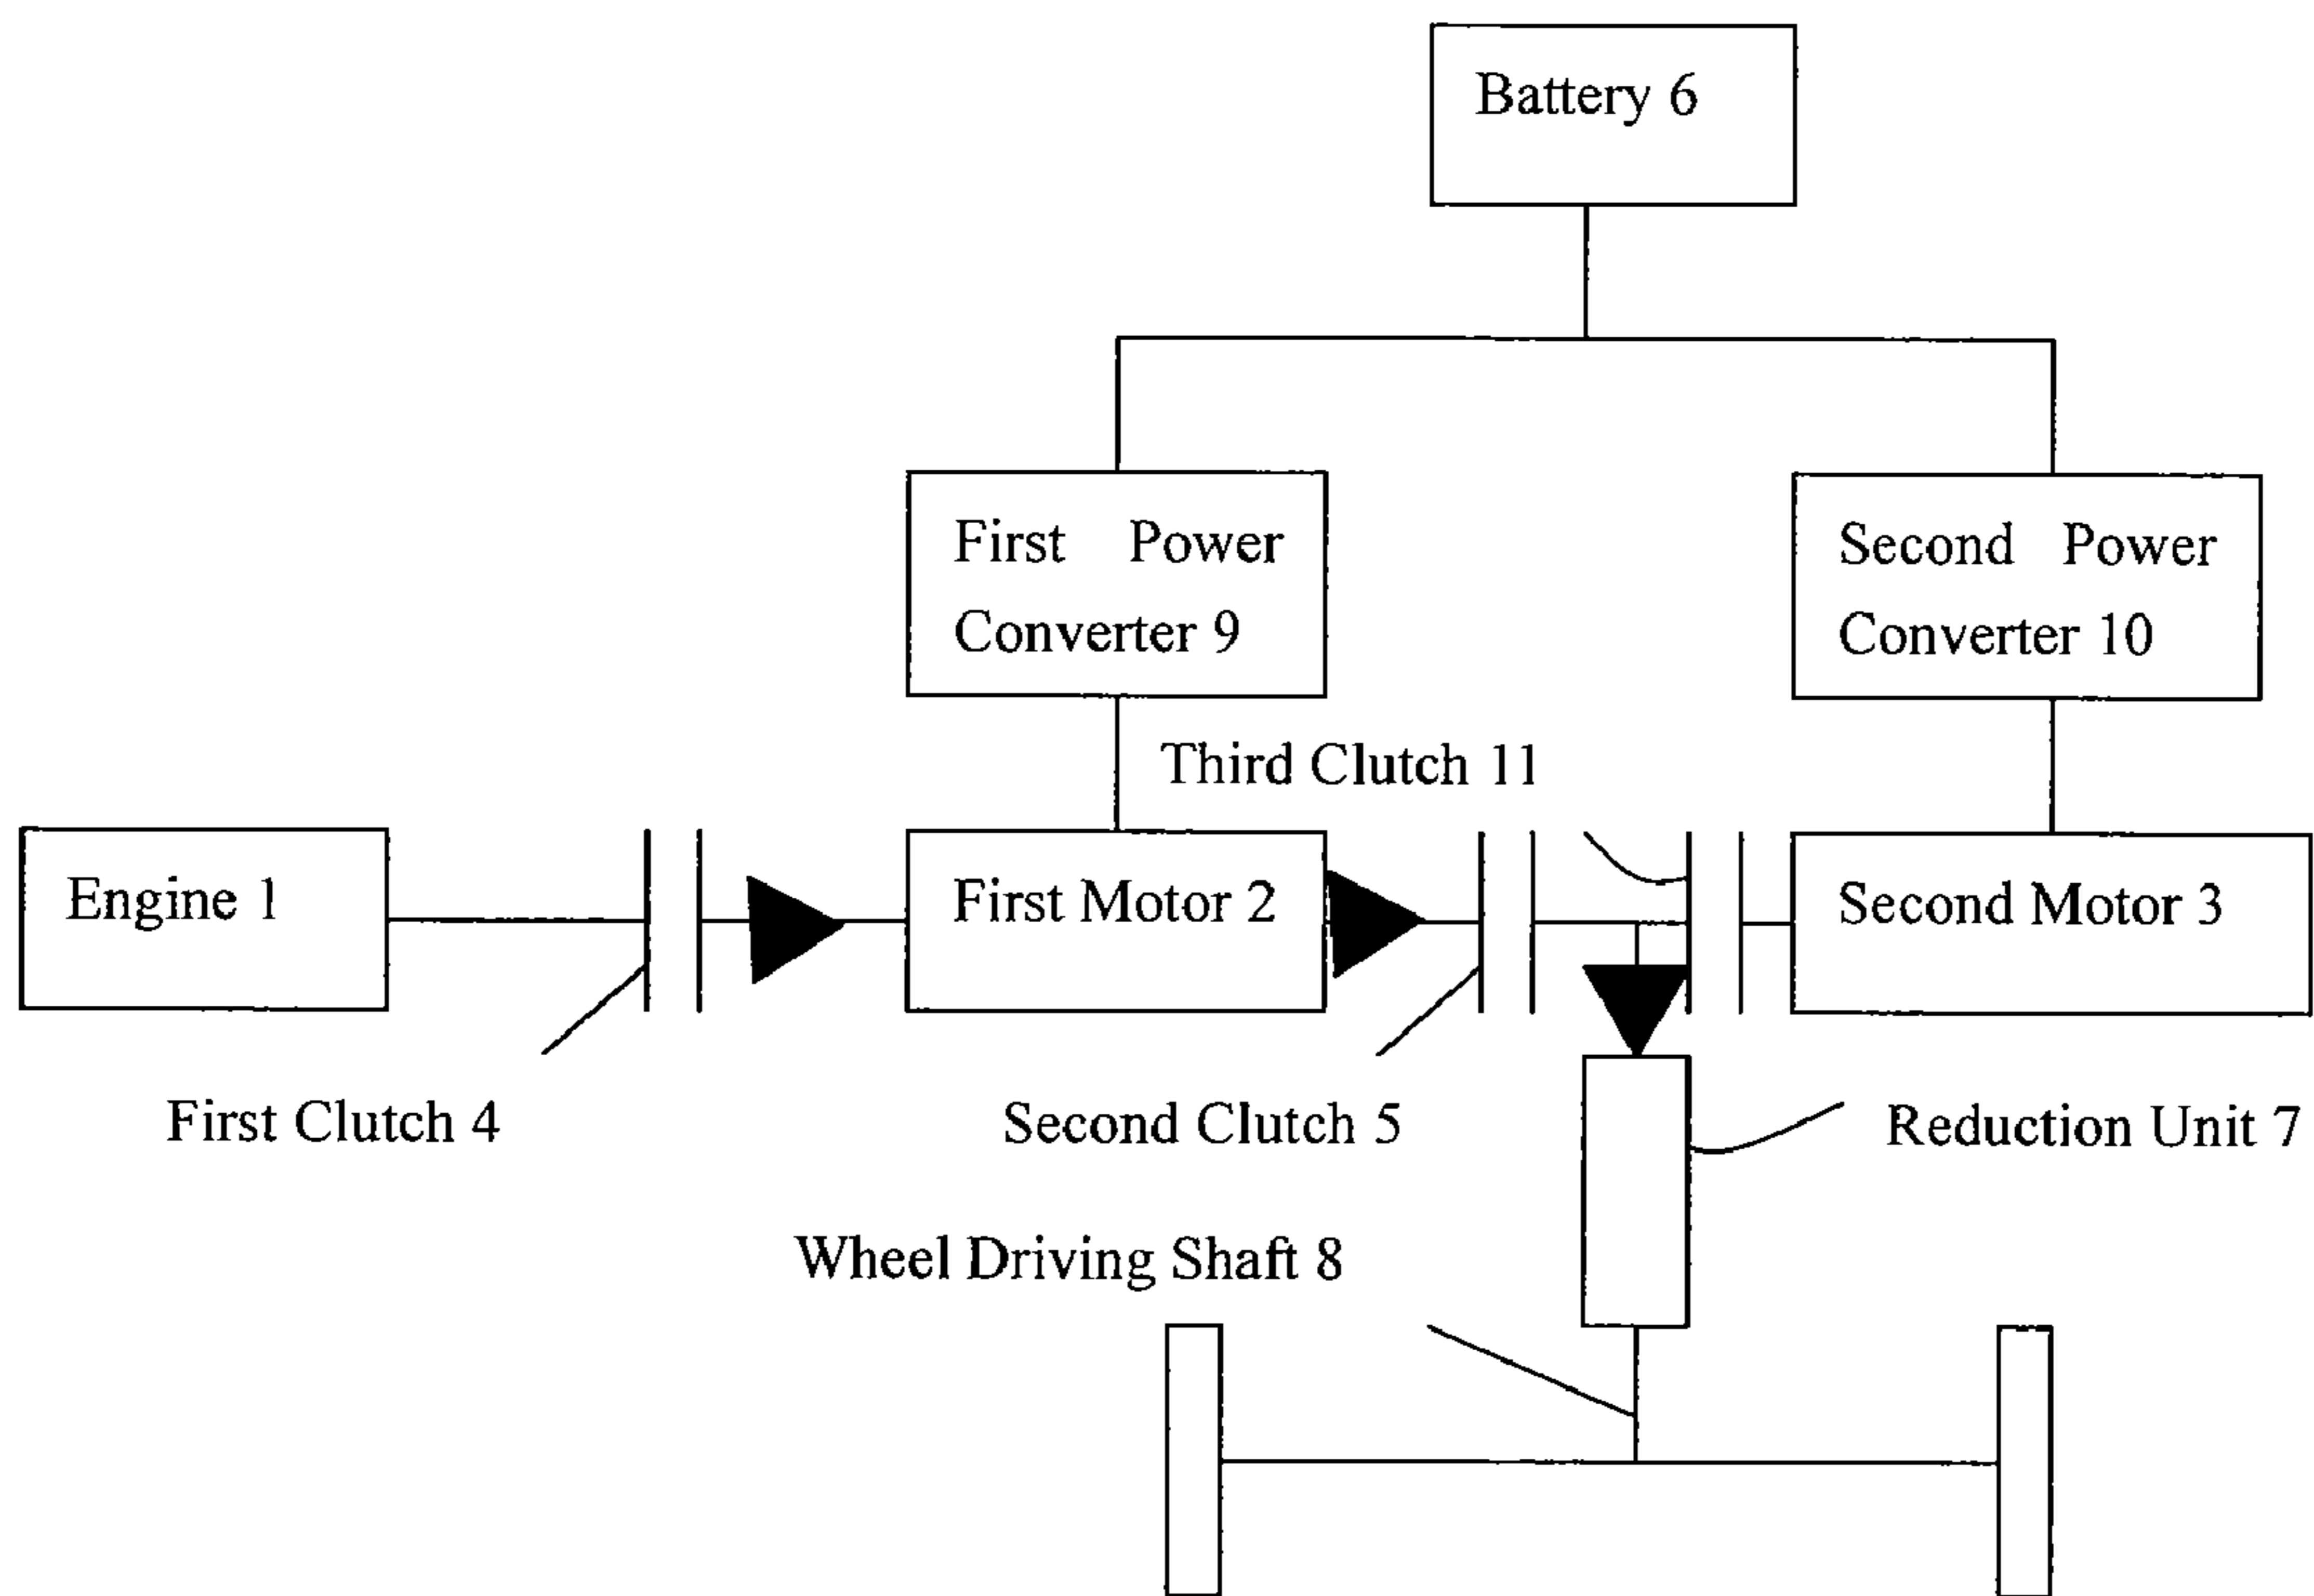 Battery 6
First Power
Converter 9
Second Power
Converter 10
Third Clutch 11
Engine 1
First Motor 2
Second Motor 3
First Clutch 4
Second Clutch 5
Reduction Unit 7
Wheel Driving Shaft 8